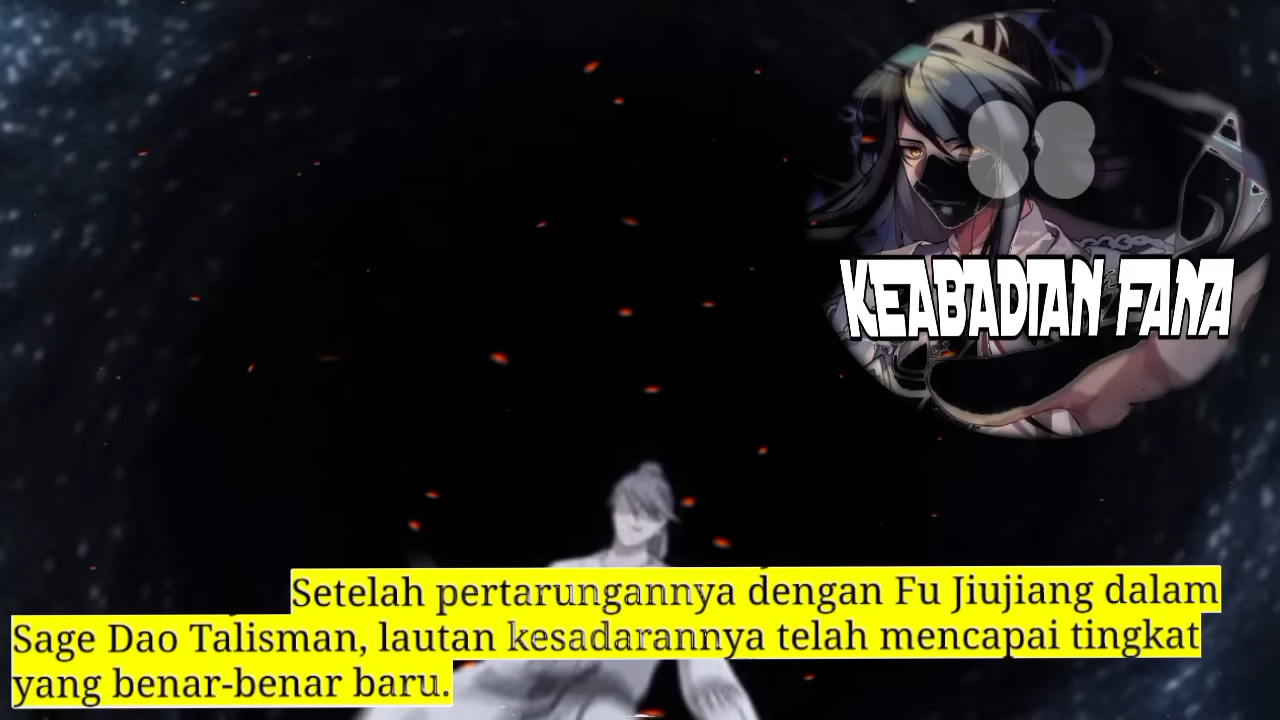 KEABADIAN FANA
Setelah pertarungannya dengan Fu Jiujiang dalam
Sage Dao Talisman, lautan kesadarannya telah mencapai tingkat
yang benar-benar baru.